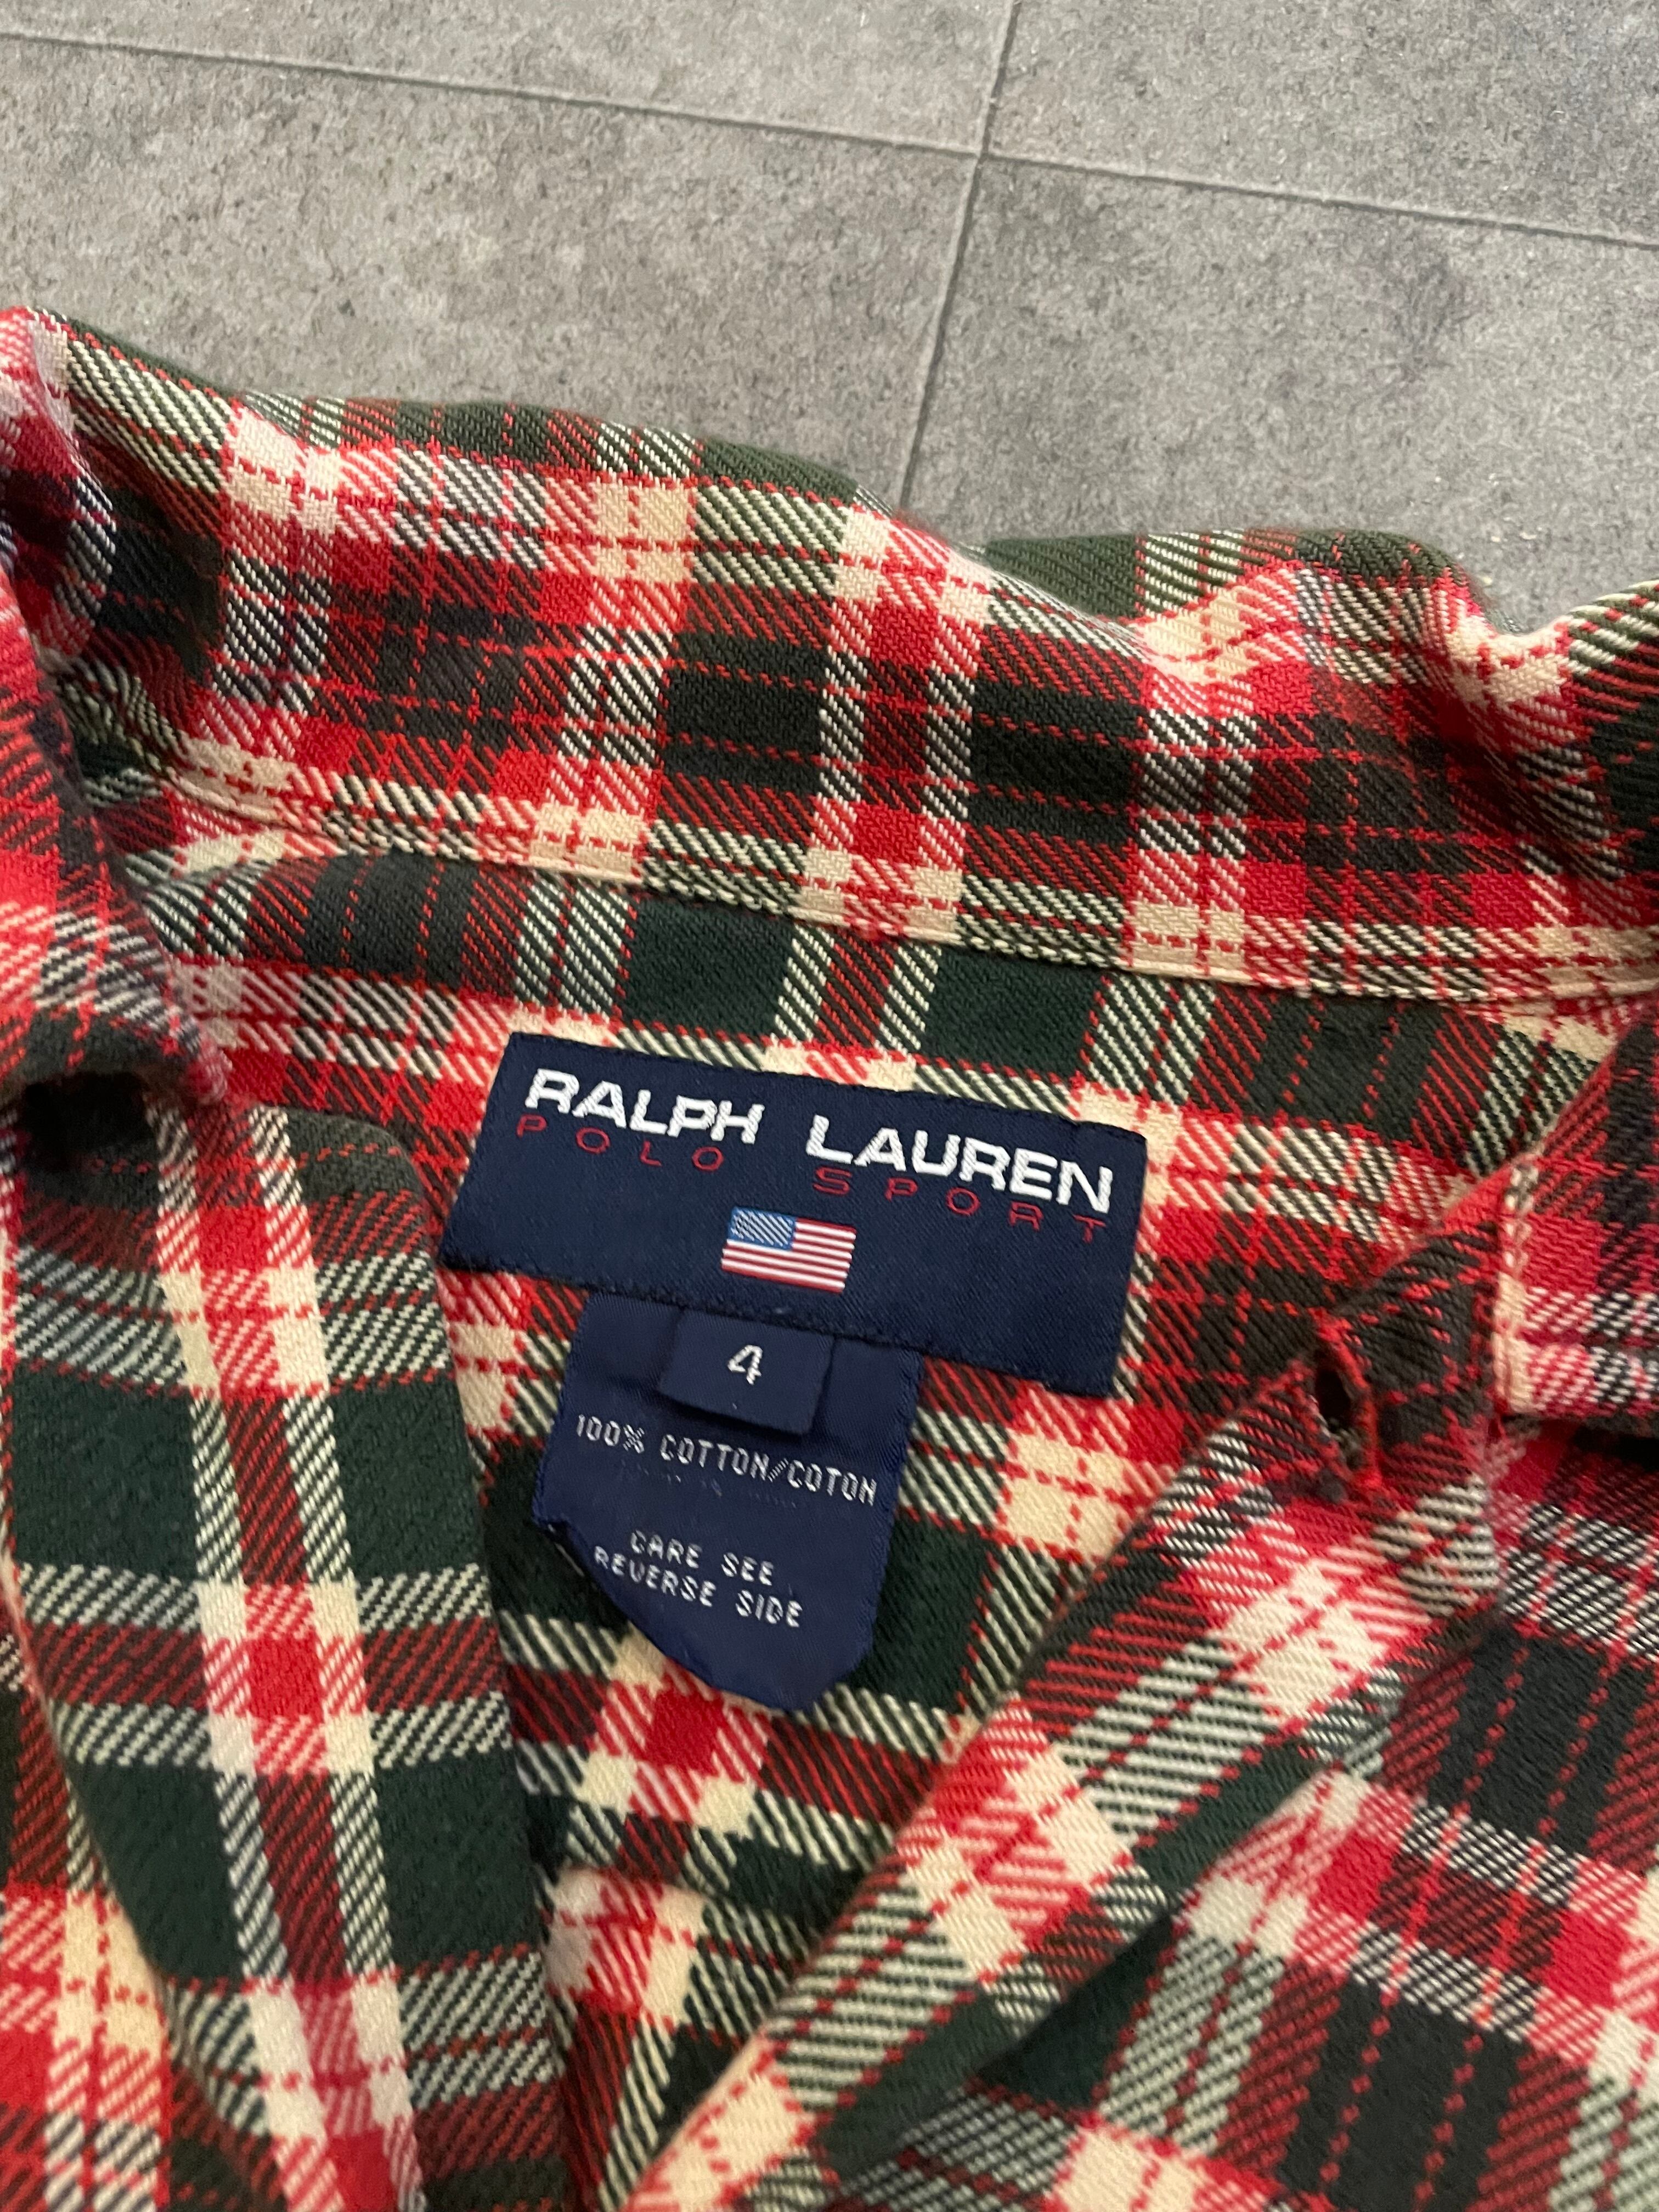 RALPH LAUREN
POLO SPORT
4
100% COTTON/COTON
CARE SEE
REVERSE SIDE